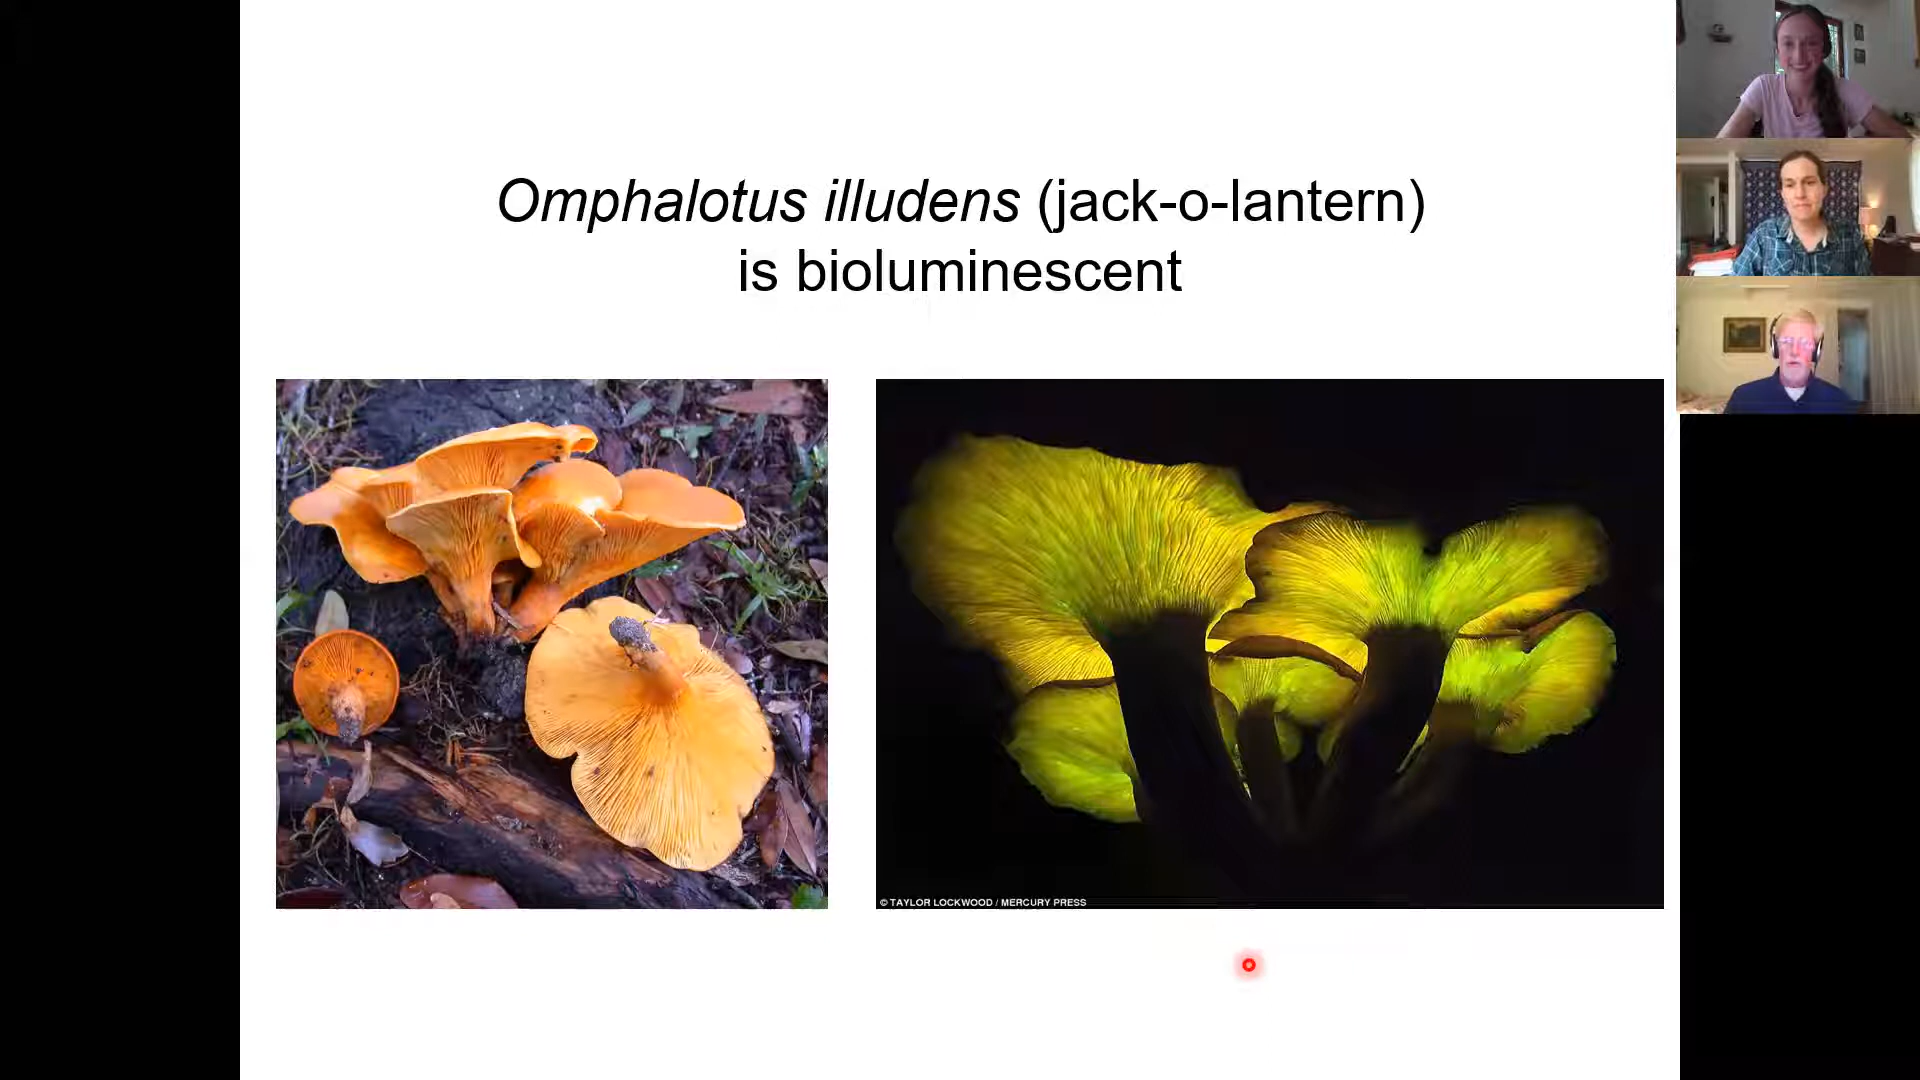 Omphalotus illudens (jack-o-lantern)
is bioluminescent
© TAYLOR LOCKWOOD / MERCURY PRESS